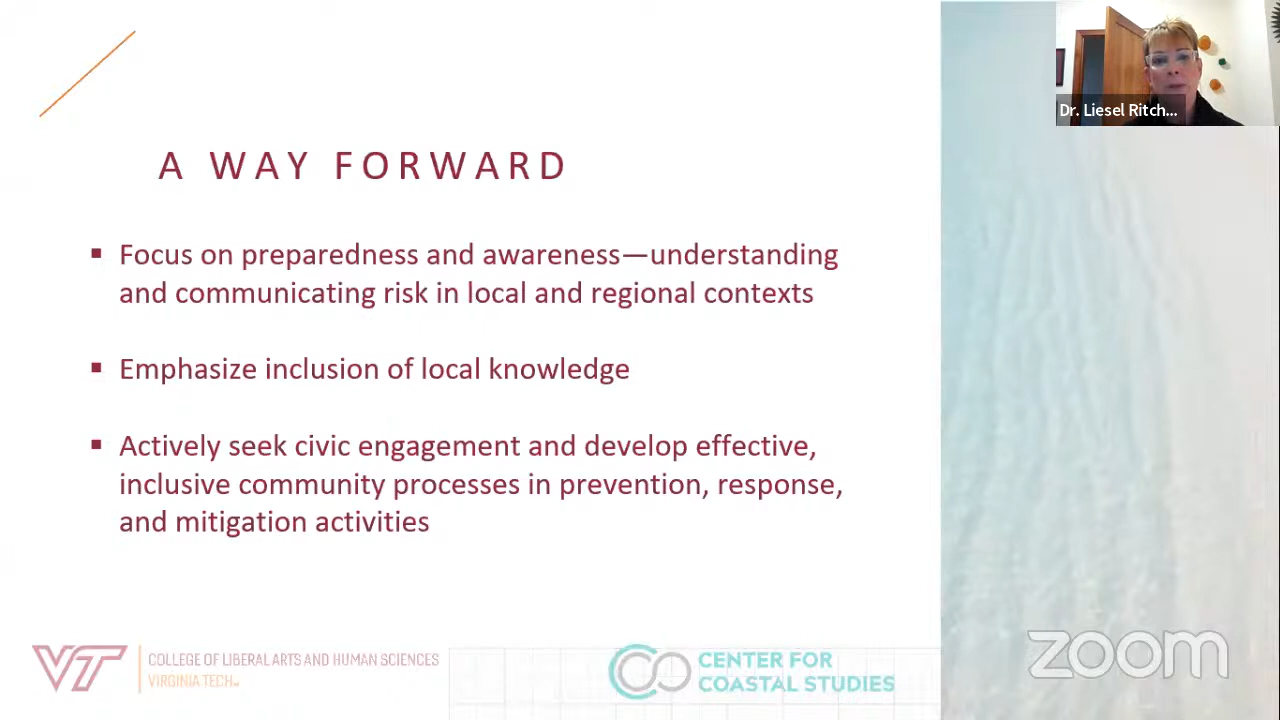 Dr. Liesel Ritch...
A WAY FORWARD
▪ Focus on preparedness and awareness—understanding
and communicating risk in local and regional contexts
▪ Emphasize inclusion of local knowledge
▪ Actively seek civic engagement and develop effective,
inclusive community processes in prevention, response,
and mitigation activities
VT
COLLEGE OF LIBERAL ARTS AND HUMAN SCIENCES
VIRGINIA TECH™
CENTER FOR
COASTAL STUDIES
zoom